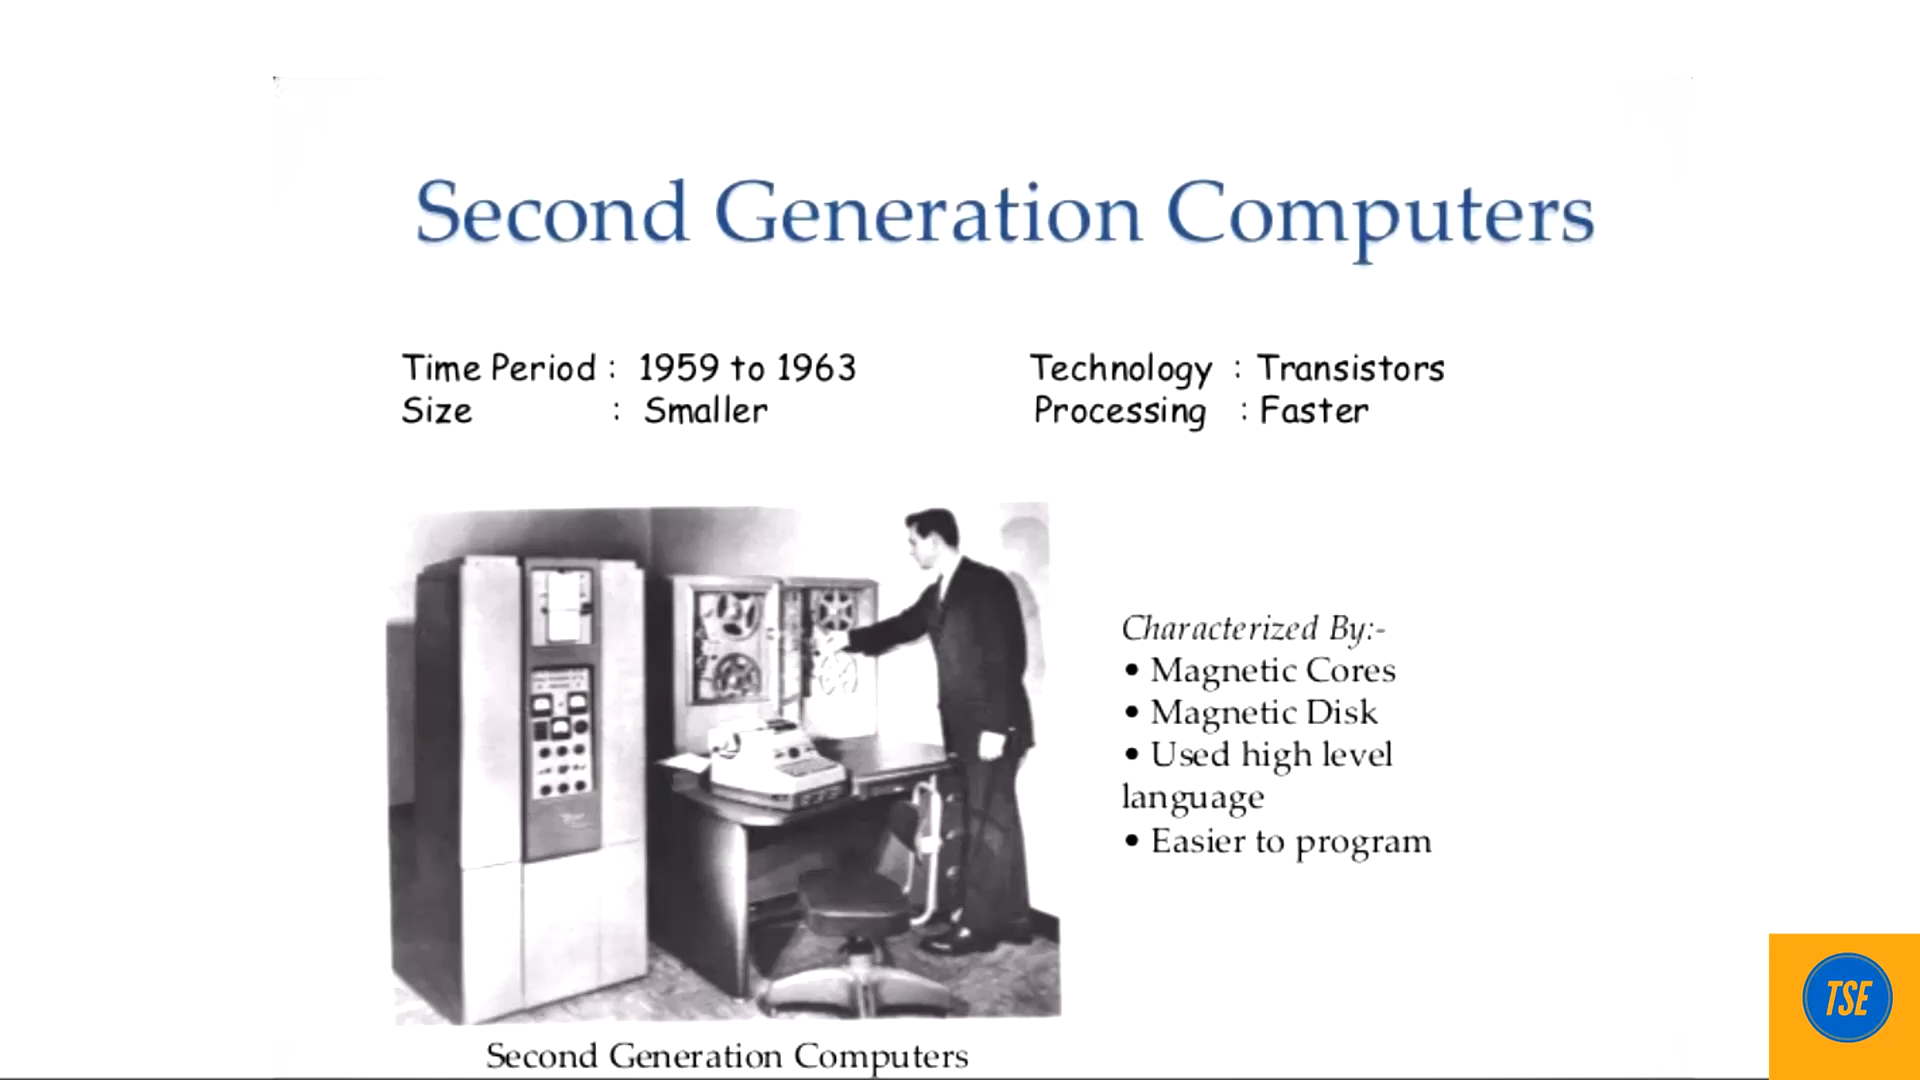 Second Generation Computers
Time Period : 1959 to 1963
Technology : Transistors
Size : Smaller
Processing : Faster
Characterized By:-
• Magnetic Cores
• Magnetic Disk
• Used high level
language
• Easier to program
Second Generation Computers
TSE